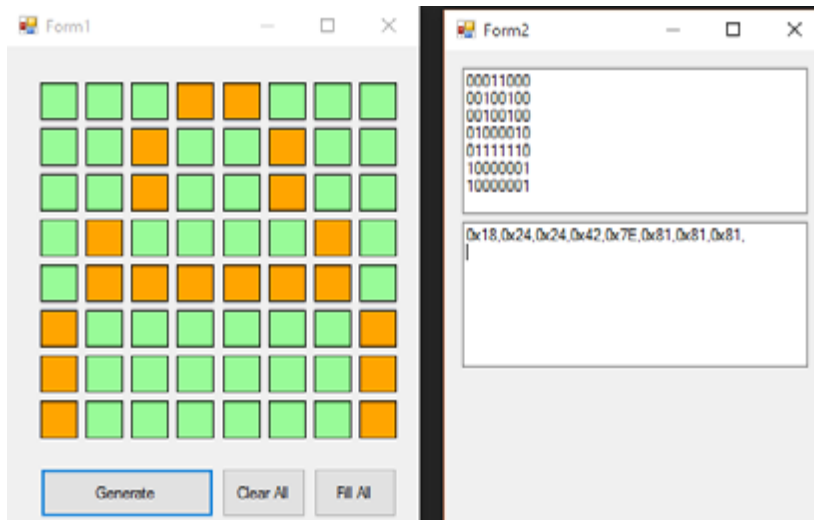 Form1
Generate
Clear All
Fill All
Form2
00011000
00100100
00100100
01000010
01111110
10000001
10000001
0x18,0x24,0x24,0x42,0x7E,0x81,0x81,0x81,